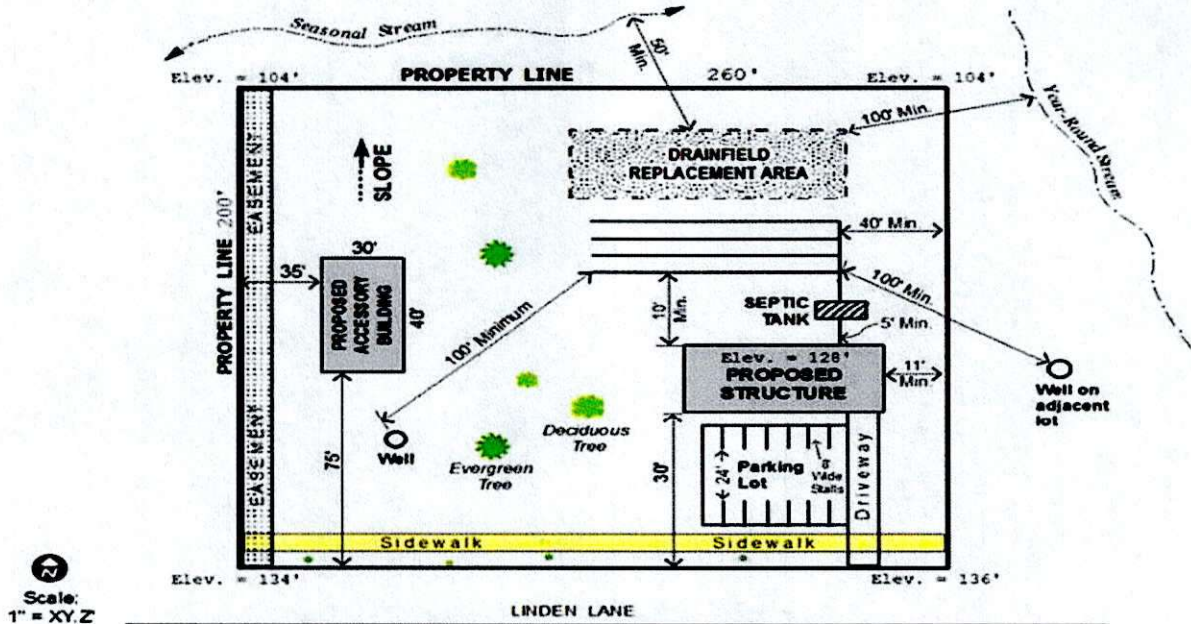 Seasonal Stream
50' Min.
Elev. = 104'
PROPERTY LINE 260'
Elev. = 104'
Year-Round Stream
100' Min.
EASEMENT
SLOPE
DRAINFIELD
REPLACEMENT AREA
PROPERTY LINE 200'
30'
35'
PROPOSED
ACCESSORY
BUILDING
40'
40' Min.
100' Minimum
10'
Min.
SEPTIC
TANK
100' Min.
5' Min.
Elev. = 128'
PROPOSED
STRUCTURE
11'
Min.
Well on
adjacent
lot
EASEMENT
75'
Well
Deciduous
Tree
Evergreen
Tree
30'
24'
Parking
Lot
8'
Wide
Stalls
Driveway
Sidewalk
Sidewalk
Elev. = 134'
Elev. = 136'
Z
Scale:
1" = XY.Z'
LINDEN LANE